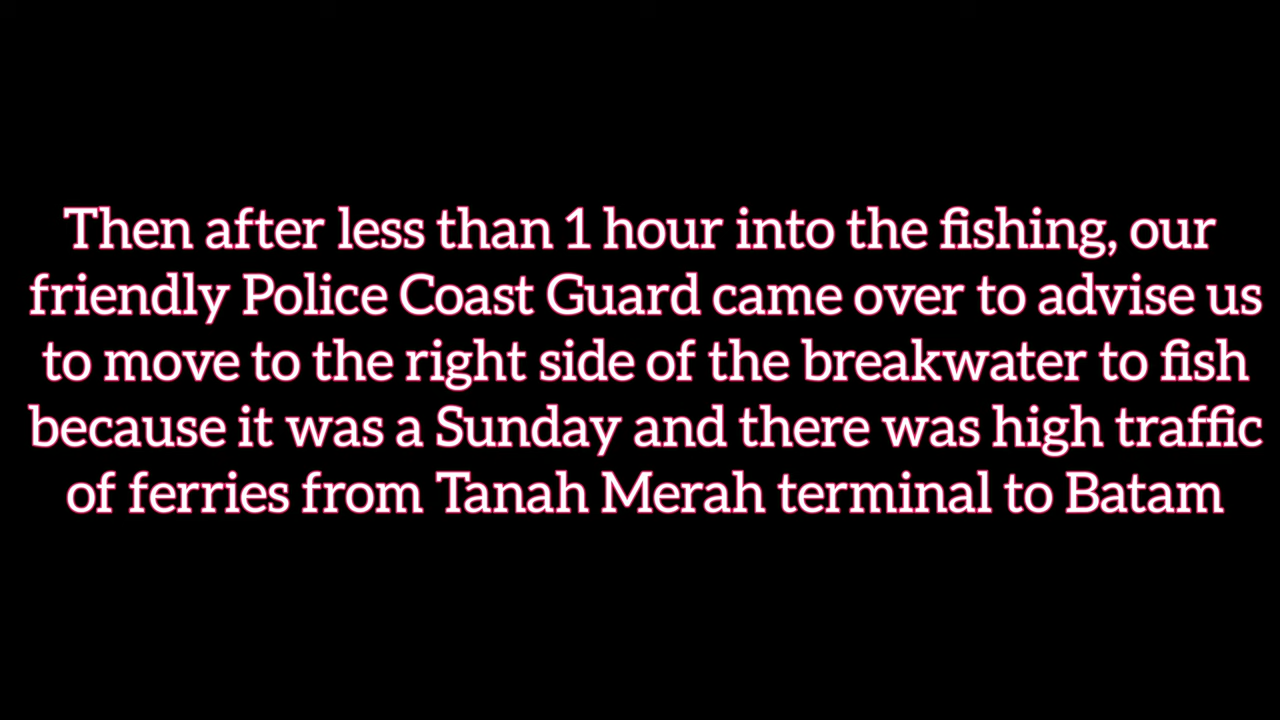 Then after less than 1 hour into the fishing, our
friendly Police Coast Guard came over to advise us
to move to the right side of the breakwater to fish
because it was a Sunday and there was high traffic
of ferries from Tanah Merah terminal to Batam